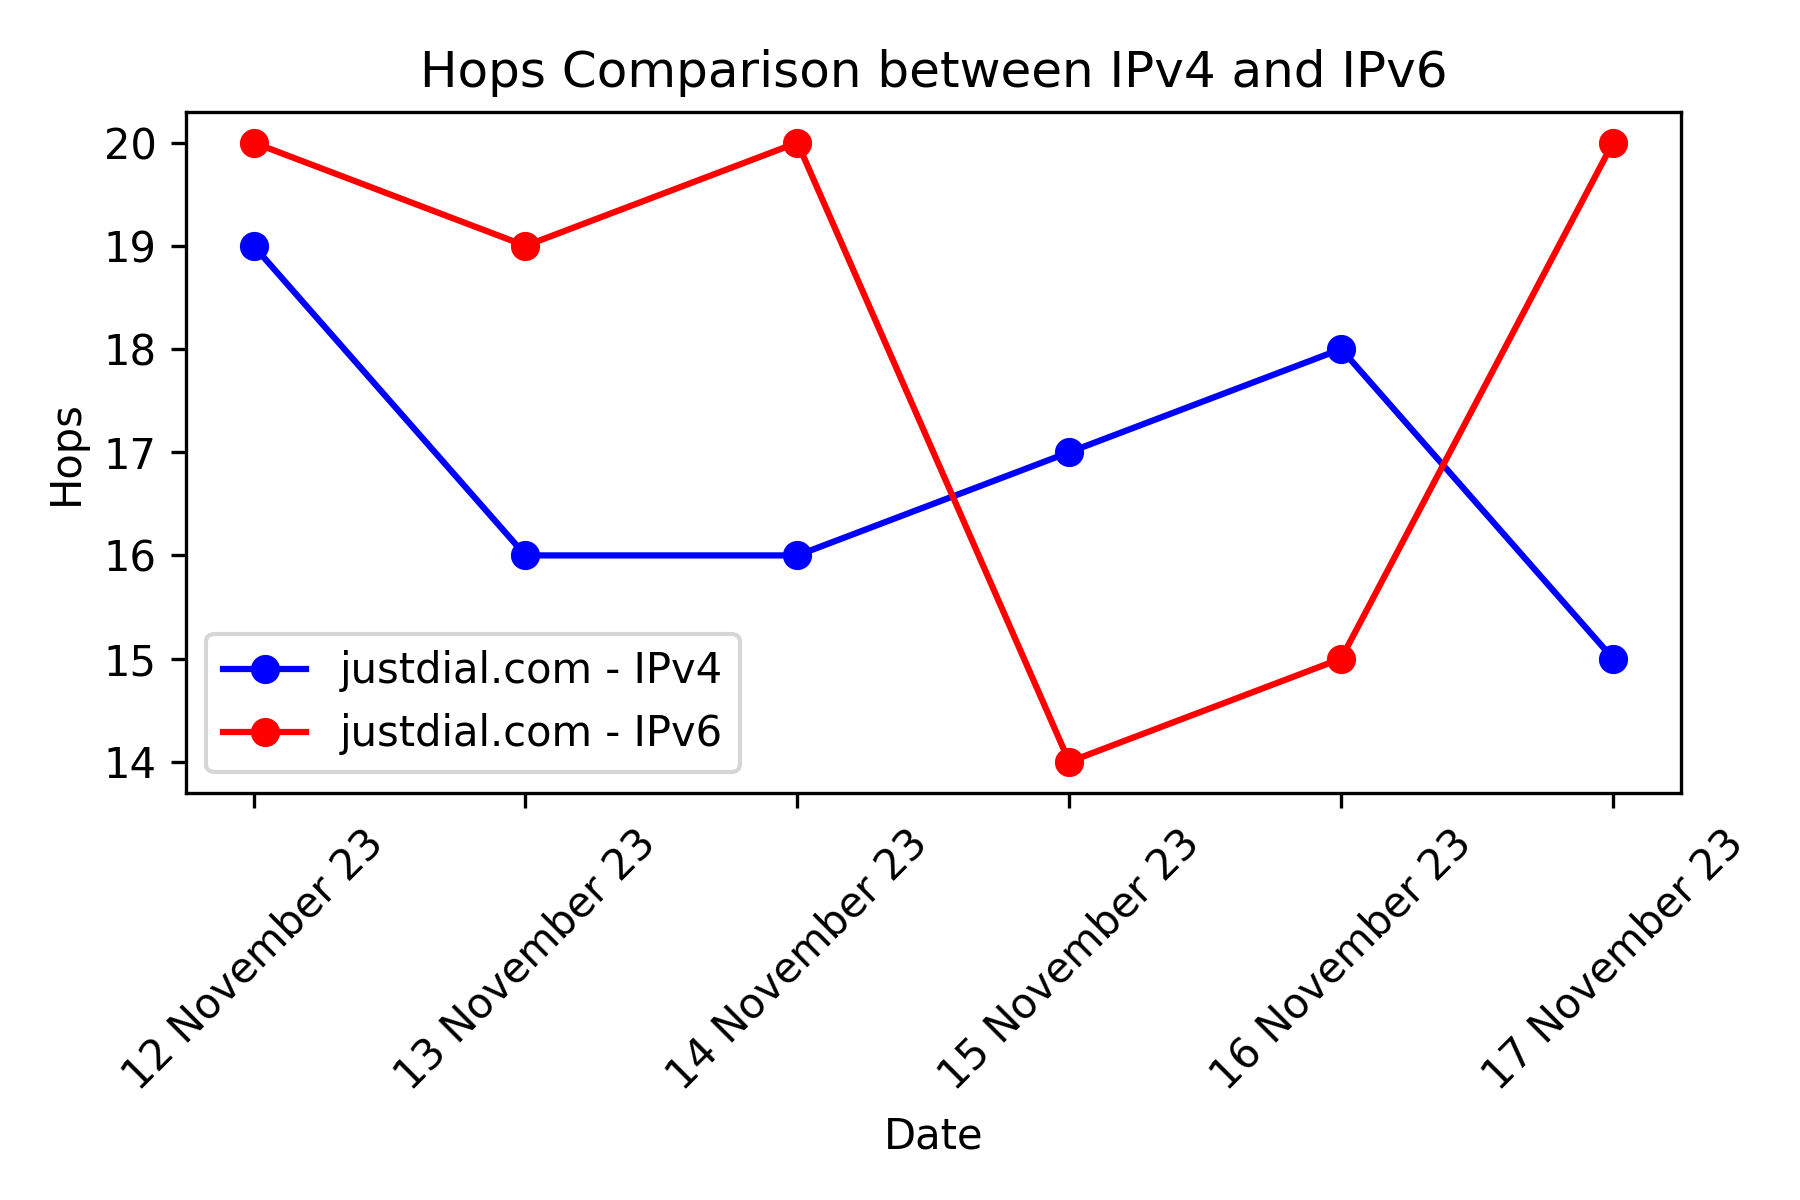 Hops Comparison between IPv4 and IPv6
20
19
18
17
16
15
14
Hops
justdial.com - IPv4
justdial.com - IPv6
12 November 23
13 November 23
14 November 23
15 November 23
16 November 23
17 November 23
Date